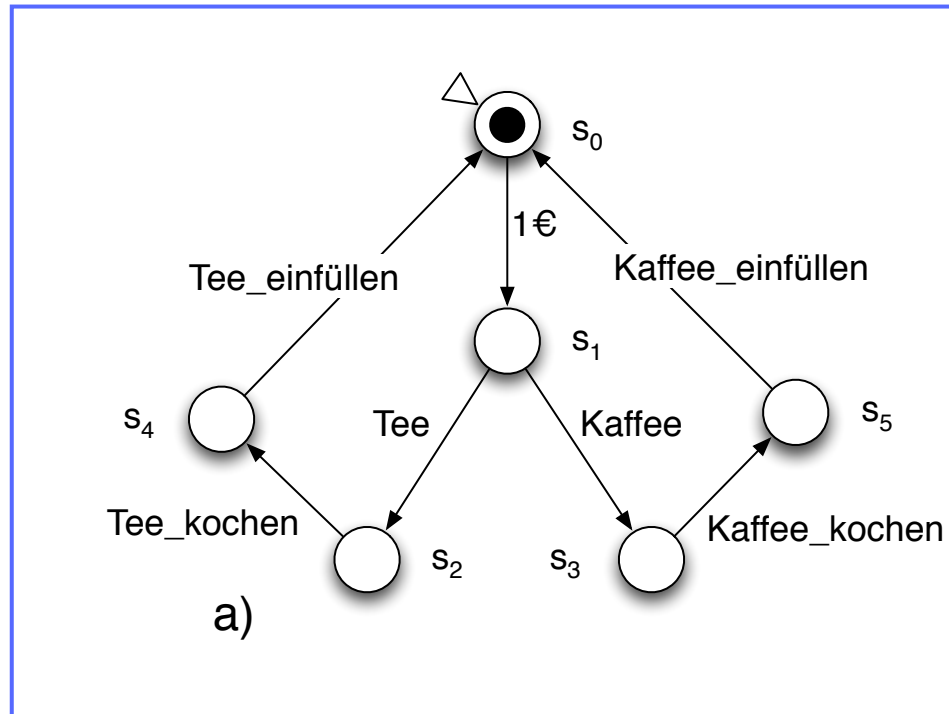 s0
1€
Tee_einfüllen
Kaffee_einfüllen
s1
s4
Tee
Kaffee
s5
Tee_kochen
Kaffee_kochen
s2
s3
a)